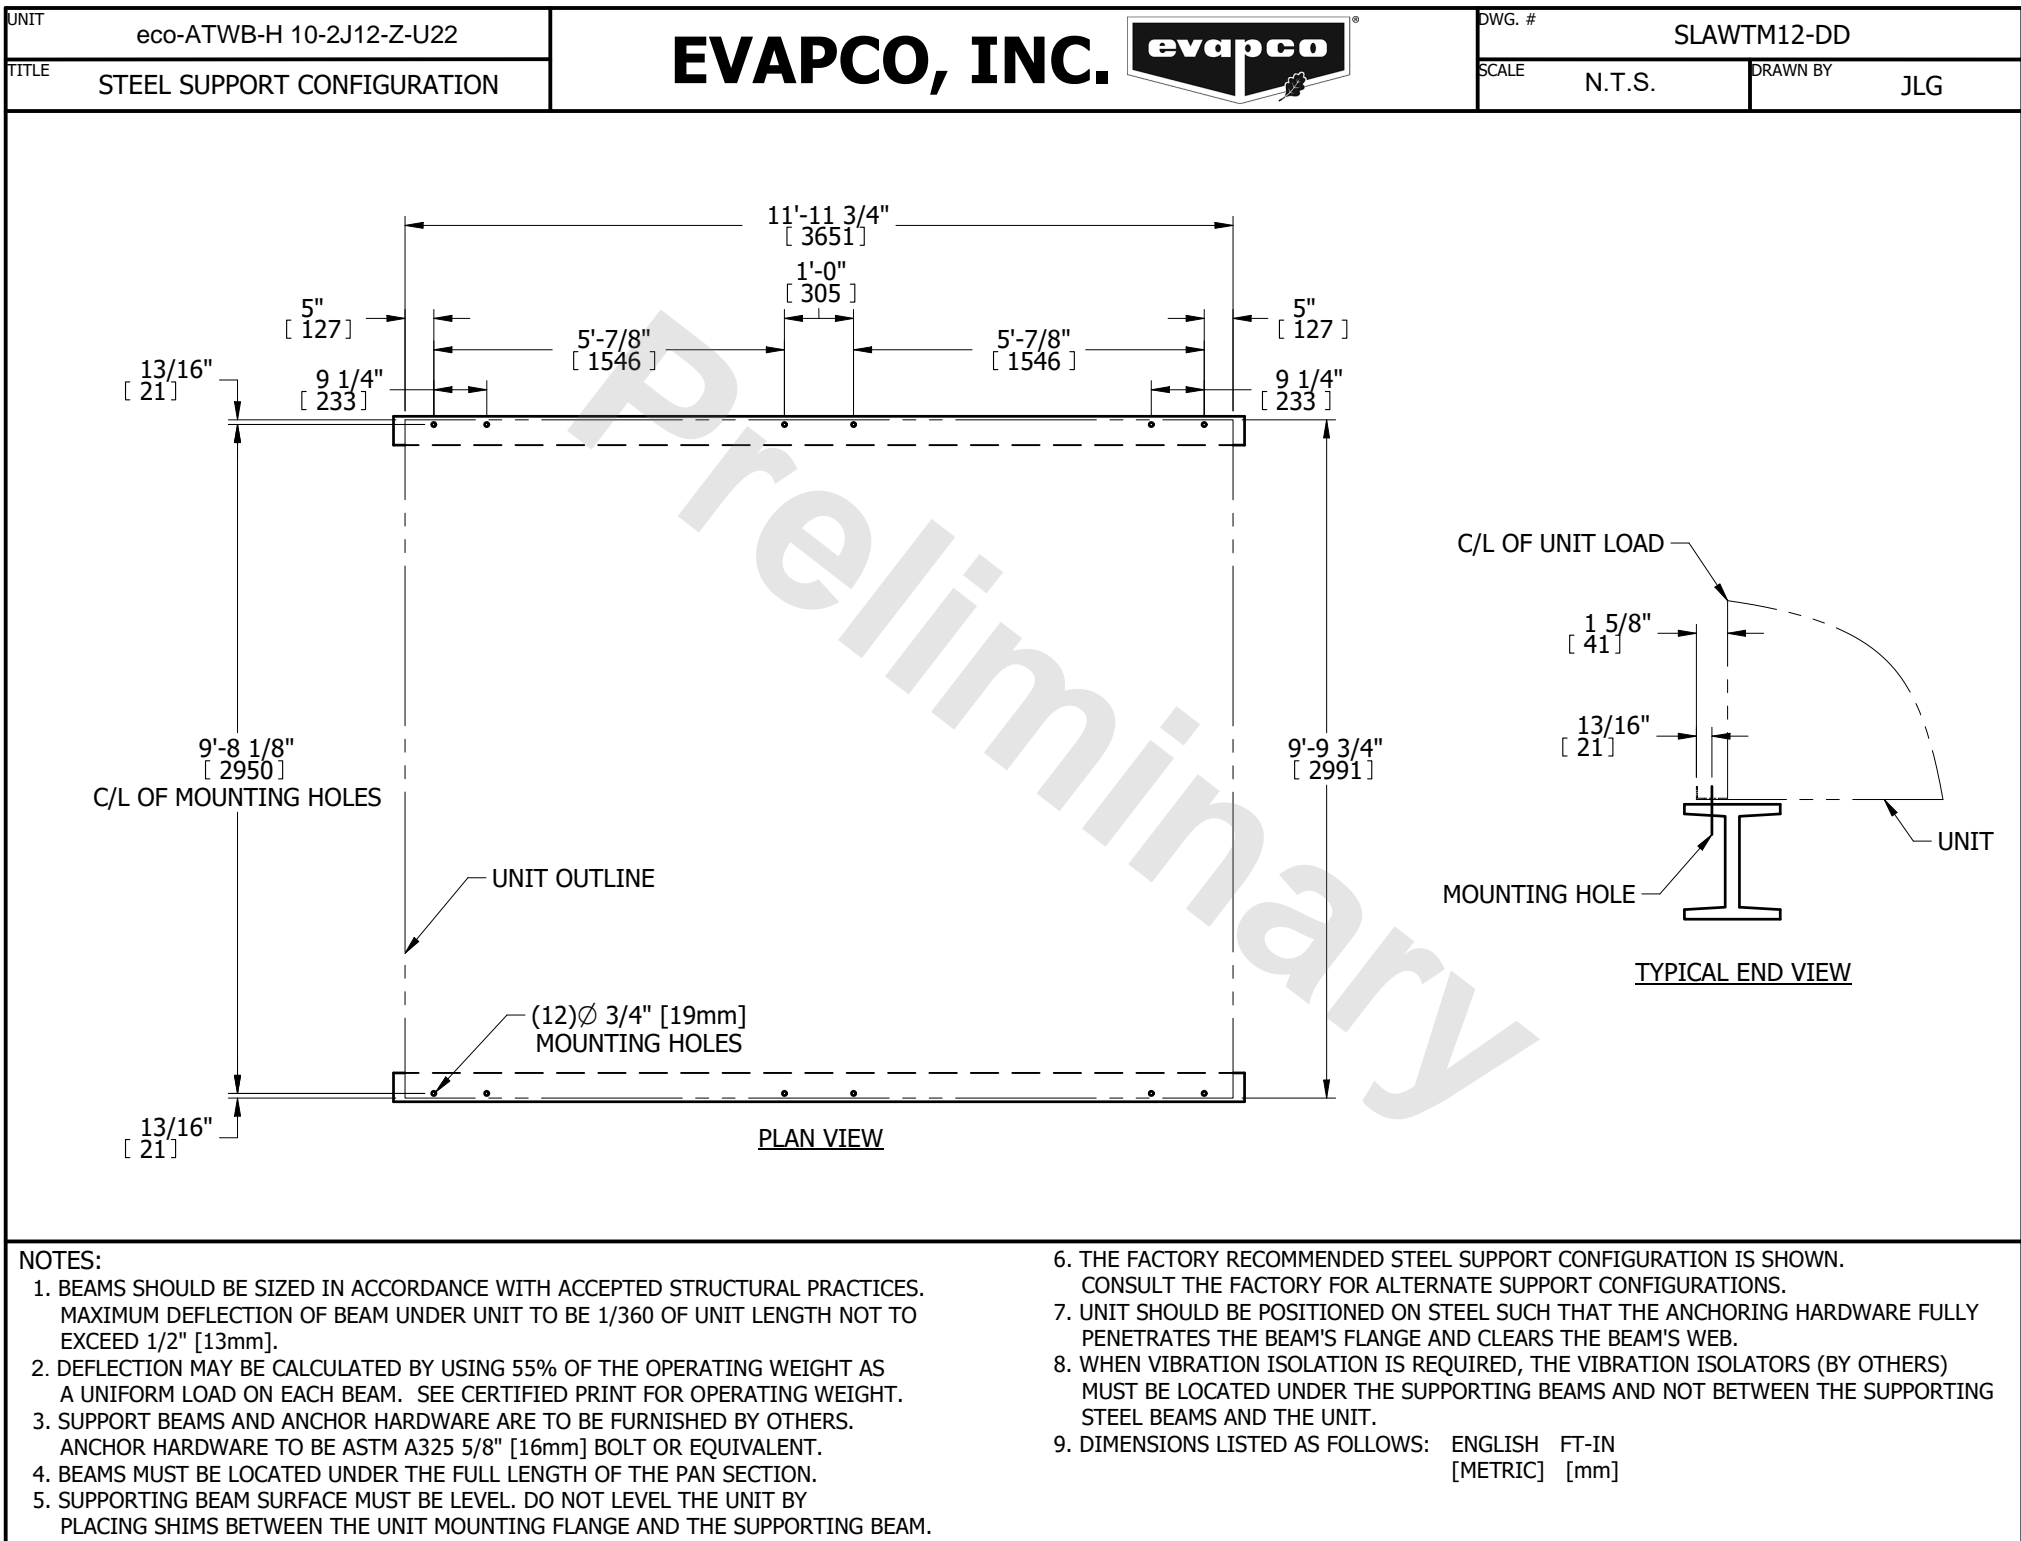 UNIT
eco-ATWB-H 10-2J12-Z-U22
TITLE
STEEL SUPPORT CONFIGURATION
EVAPCO, INC.
evapco
®
DWG. #
SLAWTM12-DD
SCALE
N.T.S.
DRAWN BY
JLG
11'-11 3/4"
[ 3651 ]
1'-0"
[ 305 ]
5"
[ 127 ]
5'-7/8"
[ 1546 ]
5'-7/8"
[ 1546 ]
5"
[ 127 ]
13/16"
[ 21 ]
9 1/4"
[ 233 ]
9 1/4"
[ 233 ]
Preliminary
C/L OF UNIT LOAD
1 5/8"
[ 41 ]
13/16"
[ 21 ]
9'-8 1/8"
[ 2950 ]
C/L OF MOUNTING HOLES
9'-9 3/4"
[ 2991 ]
UNIT
UNIT OUTLINE
MOUNTING HOLE
TYPICAL END VIEW
(12)∅ 3/4" [19mm]
MOUNTING HOLES
13/16"
[ 21 ]
PLAN VIEW
NOTES:
1. BEAMS SHOULD BE SIZED IN ACCORDANCE WITH ACCEPTED STRUCTURAL PRACTICES.
MAXIMUM DEFLECTION OF BEAM UNDER UNIT TO BE 1/360 OF UNIT LENGTH NOT TO
EXCEED 1/2" [13mm].
2. DEFLECTION MAY BE CALCULATED BY USING 55% OF THE OPERATING WEIGHT AS
A UNIFORM LOAD ON EACH BEAM. SEE CERTIFIED PRINT FOR OPERATING WEIGHT.
3. SUPPORT BEAMS AND ANCHOR HARDWARE ARE TO BE FURNISHED BY OTHERS.
ANCHOR HARDWARE TO BE ASTM A325 5/8" [16mm] BOLT OR EQUIVALENT.
4. BEAMS MUST BE LOCATED UNDER THE FULL LENGTH OF THE PAN SECTION.
5. SUPPORTING BEAM SURFACE MUST BE LEVEL. DO NOT LEVEL THE UNIT BY
PLACING SHIMS BETWEEN THE UNIT MOUNTING FLANGE AND THE SUPPORTING BEAM.
6. THE FACTORY RECOMMENDED STEEL SUPPORT CONFIGURATION IS SHOWN.
CONSULT THE FACTORY FOR ALTERNATE SUPPORT CONFIGURATIONS.
7. UNIT SHOULD BE POSITIONED ON STEEL SUCH THAT THE ANCHORING HARDWARE FULLY
PENETRATES THE BEAM'S FLANGE AND CLEARS THE BEAM'S WEB.
8. WHEN VIBRATION ISOLATION IS REQUIRED, THE VIBRATION ISOLATORS (BY OTHERS)
MUST BE LOCATED UNDER THE SUPPORTING BEAMS AND NOT BETWEEN THE SUPPORTING
STEEL BEAMS AND THE UNIT.
9. DIMENSIONS LISTED AS FOLLOWS: ENGLISH FT-IN
[METRIC] [mm]